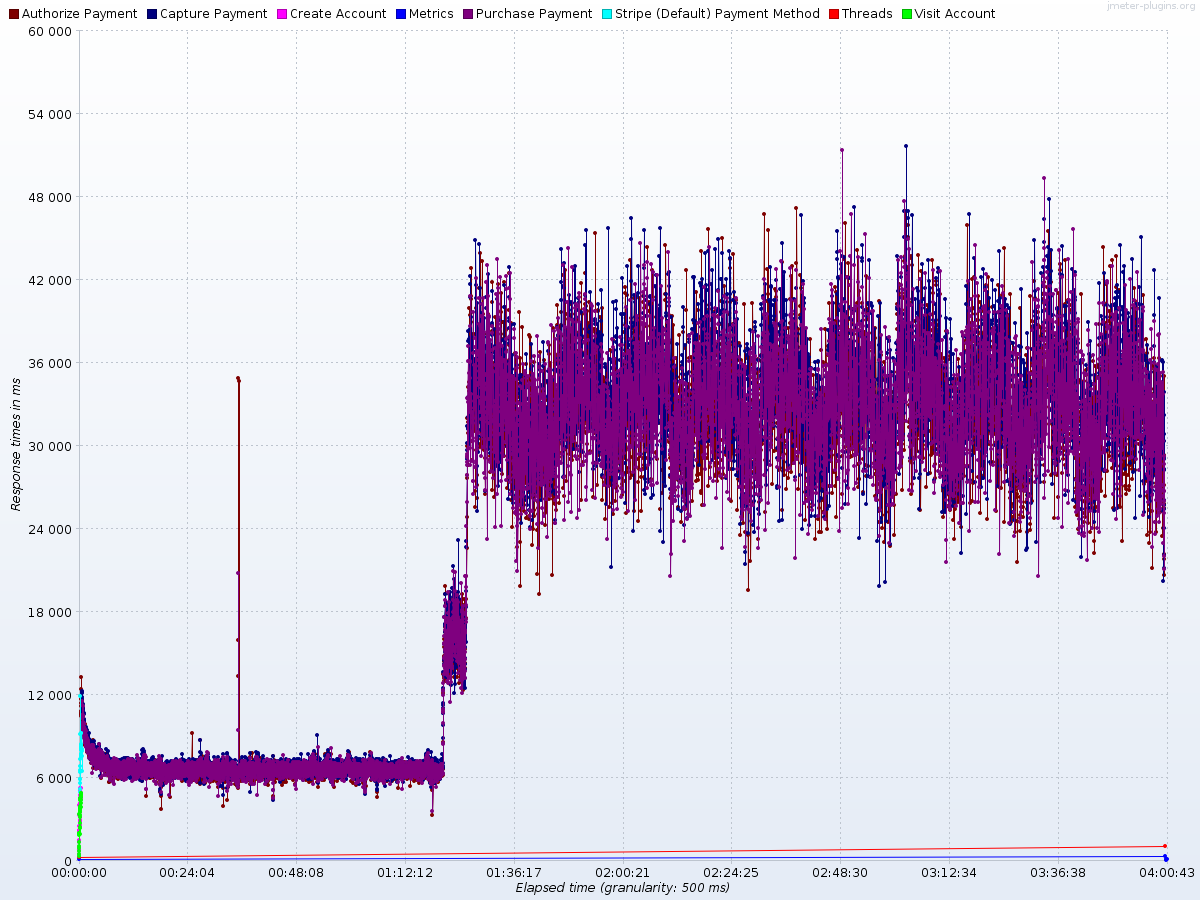 jmeter-plugins.org
Authorize Payment Capture Payment Create Account Metrics Purchase Payment Stripe (Default) Payment Method Threads Visit Account
60 000
54 000
48 000
42 000
36 000
30 000
24 000
18 000
12 000
6 000
0
Response times in ms
00:00:00 00:24:04 00:48:08 01:12:12 01:36:17 02:00:21 02:24:25 02:48:30 03:12:34 03:36:38 04:00:43
Elapsed time (granularity: 500 ms)